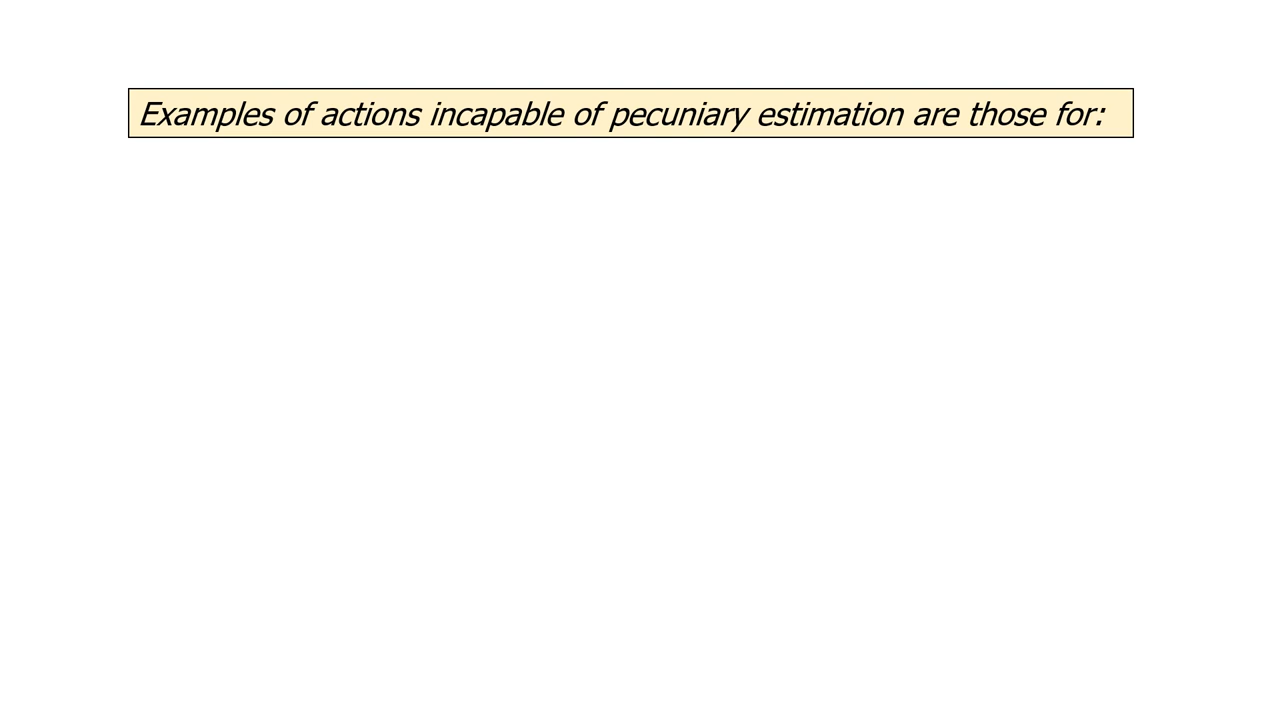 Examples of actions incapable of pecuniary estimation are those for: